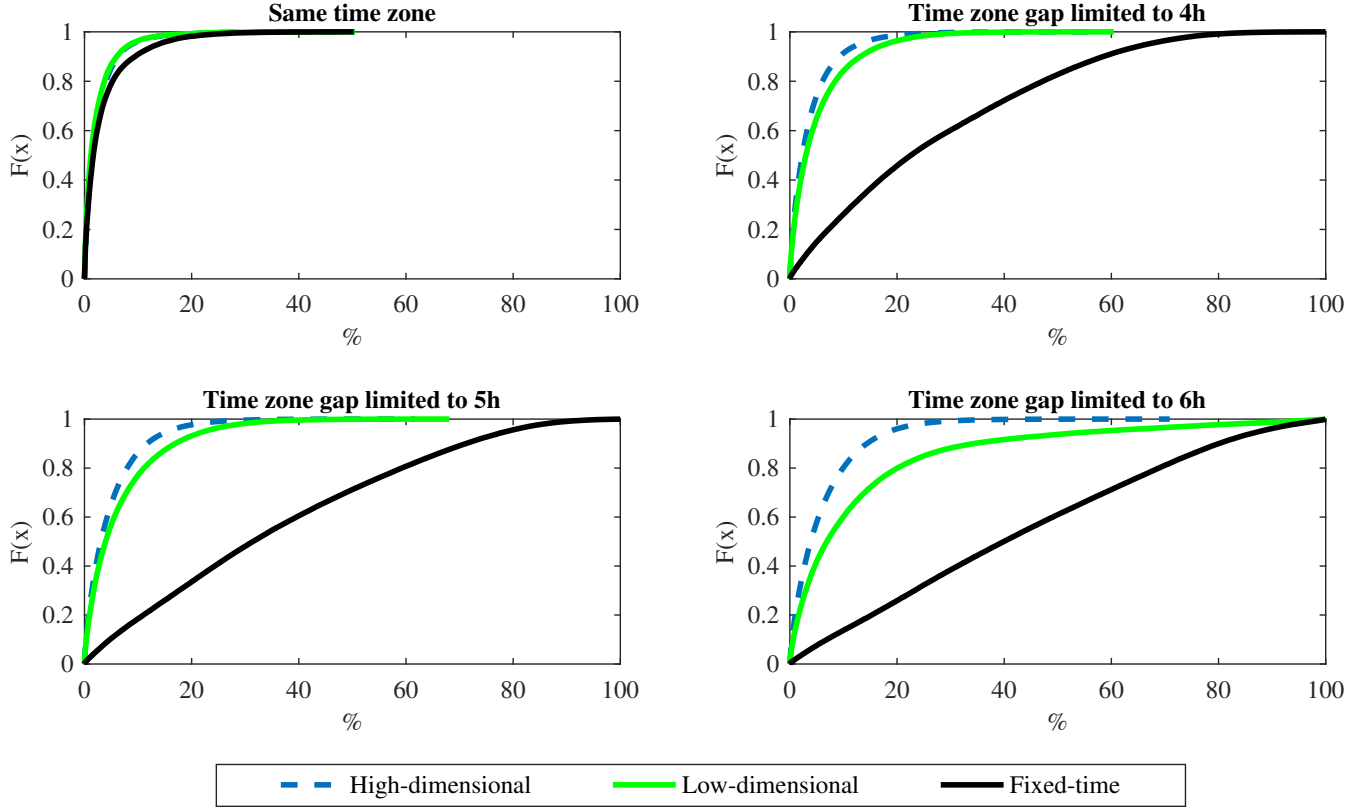 Same time zone
1
0.8
0.6
0.4
0.2
0
F(x)
0 20 40 60 80 100
%
Time zone gap limited to 4h
1
0.8
0.6
0.4
0.2
0
F(x)
0 20 40 60 80 100
%
Time zone gap limited to 5h
1
0.8
0.6
0.4
0.2
0
F(x)
0 20 40 60 80 100
%
Time zone gap limited to 6h
1
0.8
0.6
0.4
0.2
0
F(x)
0 20 40 60 80 100
%
High-dimensional Low-dimensional Fixed-time